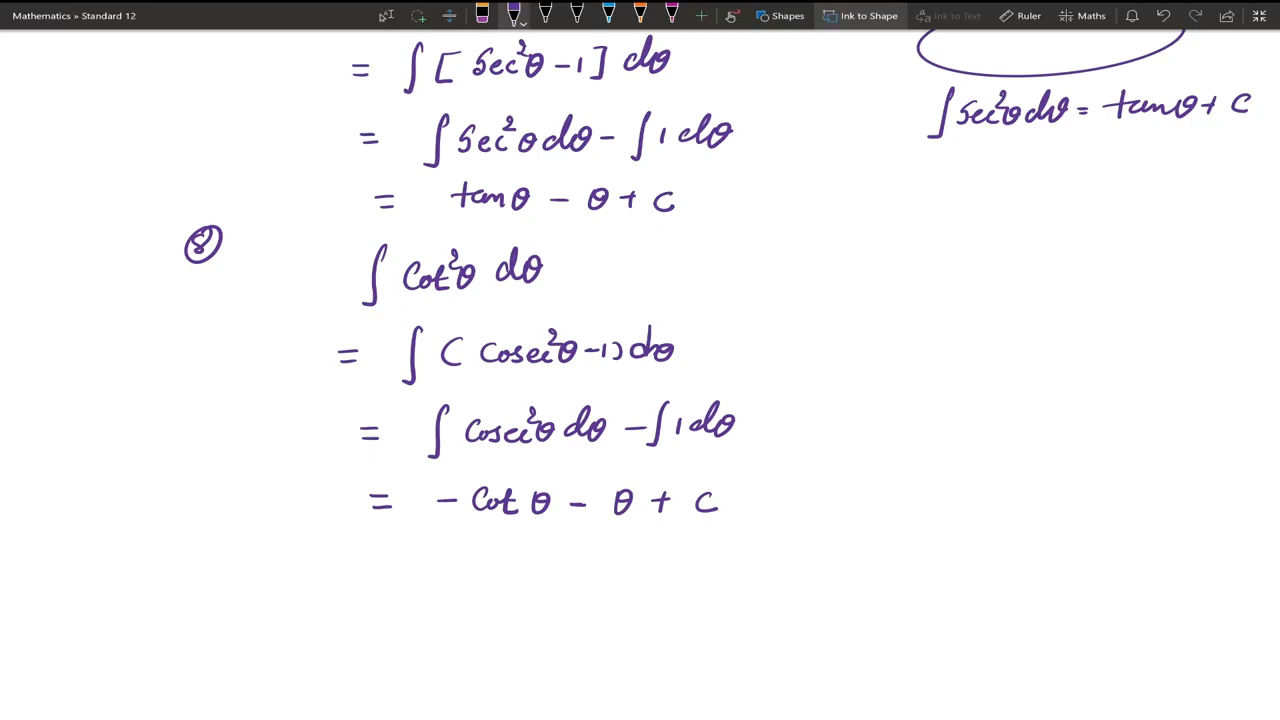 Mathematics » Standard 12
Shapes
Ink to Shape
Ink to Text
Ruler
Maths
= ∫ [ Sec²θ - 1 ] dθ
∫ Sec²θ dθ = tanθ + C
= ∫ Sec²θ dθ - ∫ 1 dθ
= tanθ - θ + C
⑧
∫ Cot²θ dθ
= ∫ ( Cosec²θ - 1) dθ
= ∫ Cosec²θ dθ - ∫ 1 dθ
= - Cot θ - θ + C